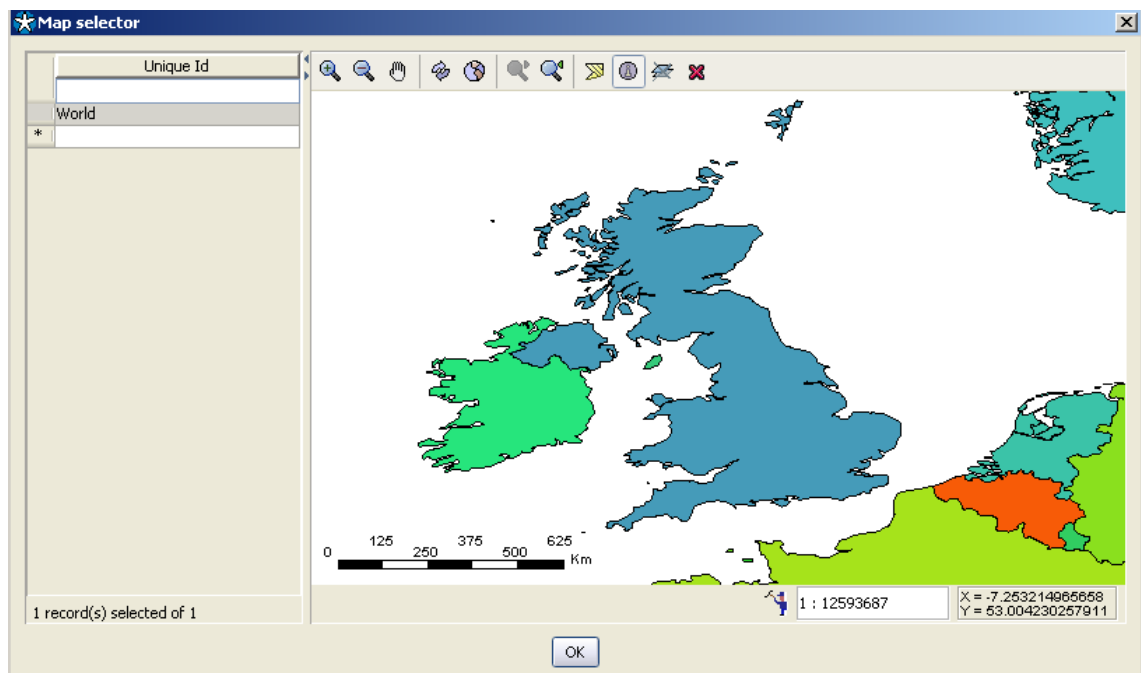 Map selector
Unique Id
World
*
0 125 250 375 500 625 Km
1 : 12593687
X = -7.253214965658
Y = 53.004230257911
1 record(s) selected of 1
OK